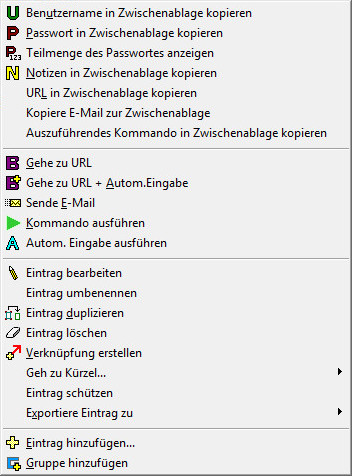 U Benutzername in Zwischenablage kopieren
P Passwort in Zwischenablage kopieren
P123 Teilmenge des Passwortes anzeigen
N Notizen in Zwischenablage kopieren
URL in Zwischenablage kopieren
Kopiere E-Mail zur Zwischenablage
Auszuführendes Kommando in Zwischenablage kopieren
B Gehe zu URL
B Gehe zu URL + Autom.Eingabe
Sende E-Mail
Kommando ausführen
A Autom. Eingabe ausführen
Eintrag bearbeiten
Eintrag umbenennen
Eintrag duplizieren
Eintrag löschen
Verknüpfung erstellen
Geh zu Kürzel...
Eintrag schützen
Exportiere Eintrag zu
Eintrag hinzufügen...
Gruppe hinzufügen